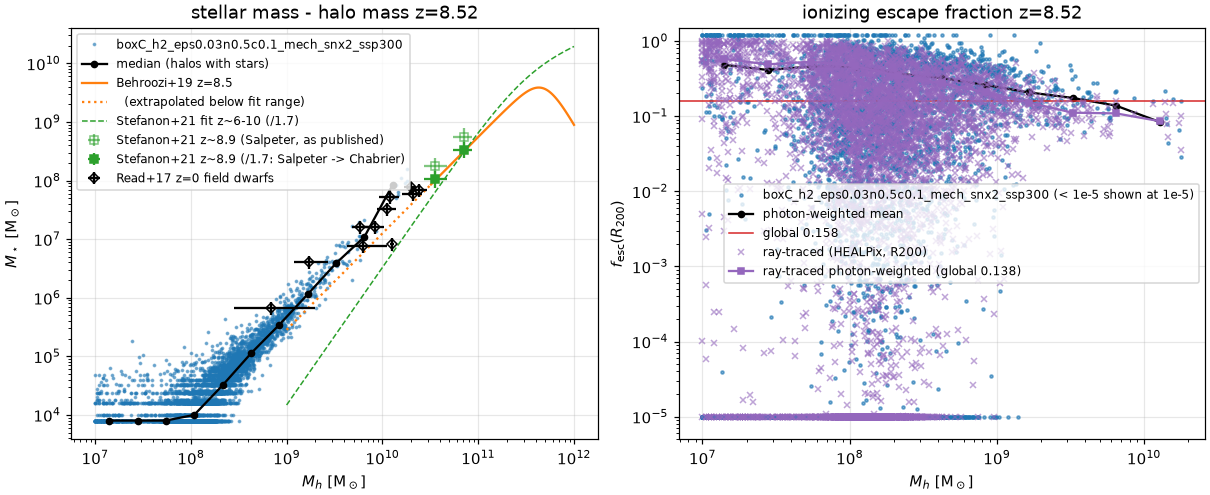 stellar mass - halo mass z=8.52
boxC_h2_eps0.03n0.5c0.1_mech_snx2_ssp300
median (halos with stars)
Behroozi+19 z=8.5
(extrapolated below fit range)
Stefanon+21 fit z~6-10 (/1.7)
Stefanon+21 z~8.9 (Salpeter, as published)
Stefanon+21 z~8.9 (/1.7: Salpeter -> Chabrier)
Read+17 z=0 field dwarfs
M⋆ [M⊙]
10¹⁰
10⁹
10⁸
10⁷
10⁶
10⁵
10⁴
10⁷ 10⁸ 10⁹ 10¹⁰ 10¹¹ 10¹²
M_h [M⊙]
ionizing escape fraction z=8.52
f_esc(R₂₀₀)
10⁰
10⁻¹
10⁻²
10⁻³
10⁻⁴
10⁻⁵
boxC_h2_eps0.03n0.5c0.1_mech_snx2_ssp300 (< 1e-5 shown at 1e-5)
photon-weighted mean
global 0.158
ray-traced (HEALPix, R200)
ray-traced photon-weighted (global 0.138)
10⁷ 10⁸ 10⁹ 10¹⁰
M_h [M⊙]